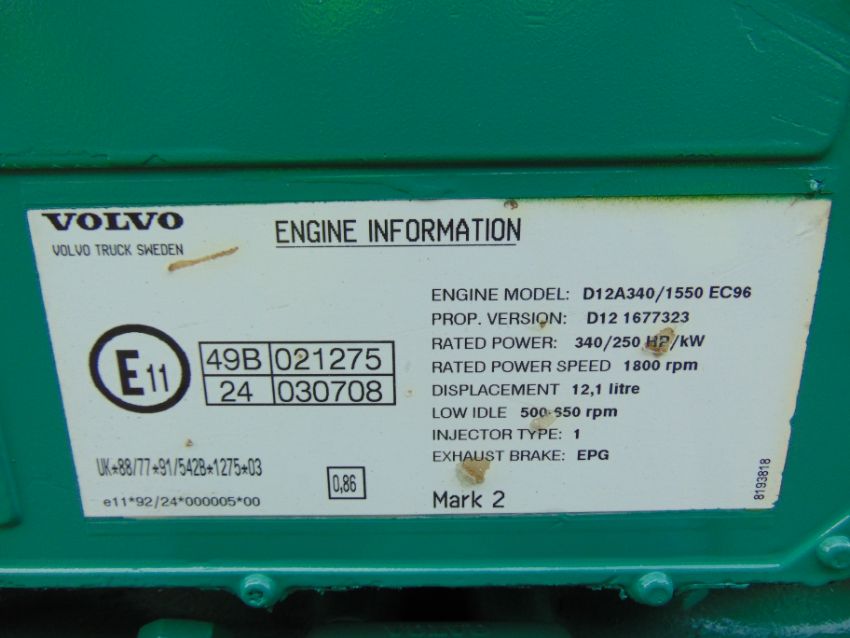 VOLVO
VOLVO TRUCK SWEDEN
ENGINE INFORMATION
ENGINE MODEL: D12A340/1550 EC96
PROP. VERSION: D12 1677323
RATED POWER: 340/250 HP/kW
RATED POWER SPEED 1800 rpm
DISPLACEMENT 12,1 litre
LOW IDLE 500-650 rpm
INJECTOR TYPE: 1
EXHAUST BRAKE: EPG
Mark 2
E11
49B 021275
24 030708
UK*88/77*91/542B*1275*03
e11*92/24*000005*00
0,86
8193818